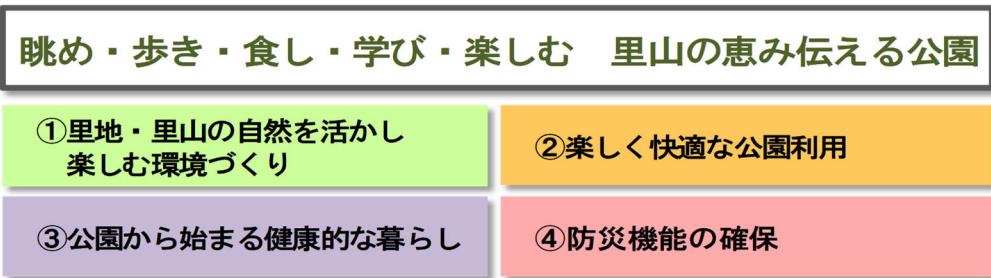 眺め・歩き・食し・学び・楽しむ　里山の恵み伝える公園
①里地・里山の自然を活かし
楽しむ環境づくり
②楽しく快適な公園利用
③公園から始まる健康的な暮らし
④防災機能の確保